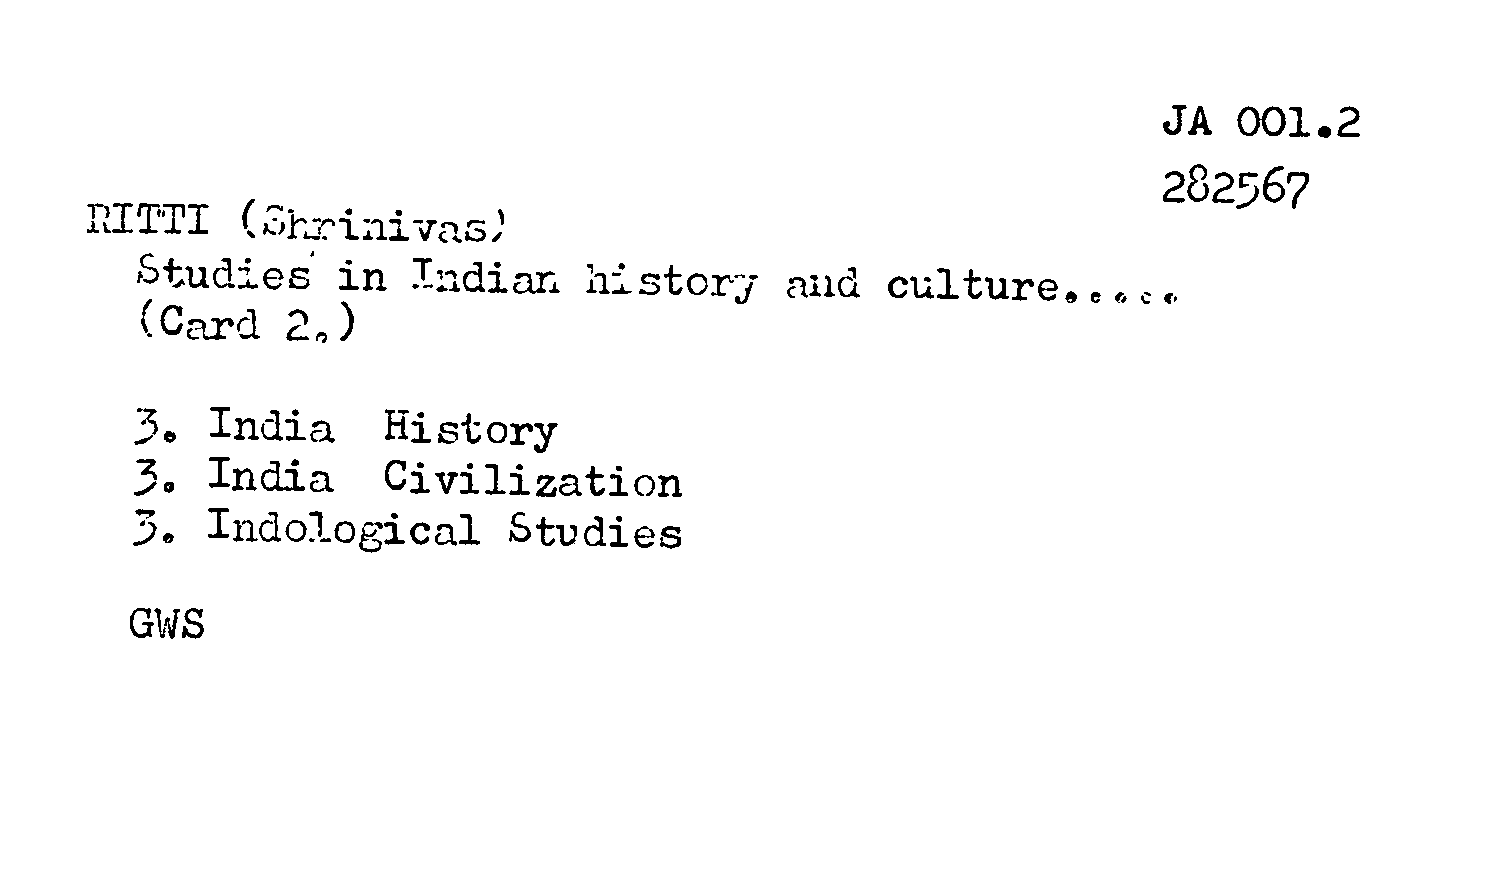 JA 001.2
282567
RITTI (Shrinivas)
Studies in Indian history and culture.....
(Card 2.)
3. India History
3. India Civilization
3. Indological Studies
GWS